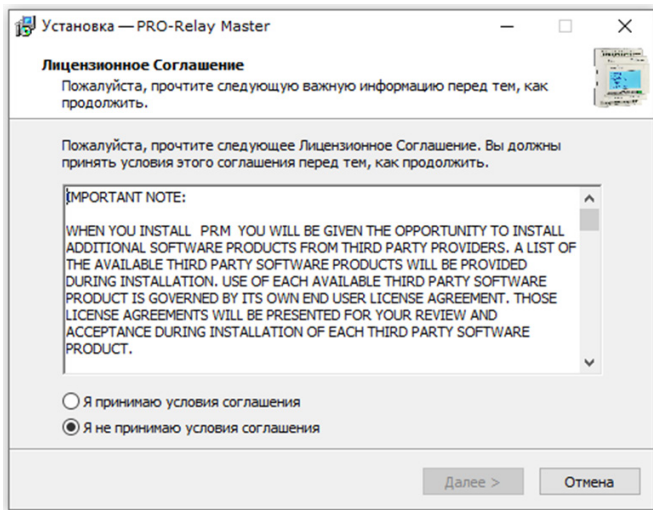 Установка — PRO-Relay Master
Лицензионное Соглашение
Пожалуйста, прочтите следующую важную информацию перед тем, как
продолжить.
Пожалуйста, прочтите следующее Лицензионное Соглашение. Вы должны
принять условия этого соглашения перед тем, как продолжить.
IMPORTANT NOTE:
WHEN YOU INSTALL PRM YOU WILL BE GIVEN THE OPPORTUNITY TO INSTALL
ADDITIONAL SOFTWARE PRODUCTS FROM THIRD PARTY PROVIDERS. A LIST OF
THE AVAILABLE THIRD PARTY SOFTWARE PRODUCTS WILL BE PROVIDED
DURING INSTALLATION. USE OF EACH AVAILABLE THIRD PARTY SOFTWARE
PRODUCT IS GOVERNED BY ITS OWN END USER LICENSE AGREEMENT. THOSE
LICENSE AGREEMENTS WILL BE PRESENTED FOR YOUR REVIEW AND
ACCEPTANCE DURING INSTALLATION OF EACH THIRD PARTY SOFTWARE
PRODUCT.
Я принимаю условия соглашения
Я не принимаю условия соглашения
Далее >
Отмена